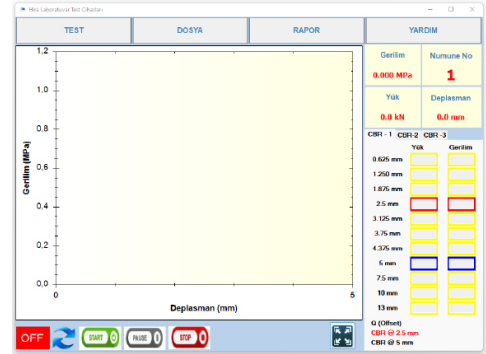 Hira Laboratuvar Test Cihazları
TEST DOSYA RAPOR YARDIM
Gerilim Numune No
0.000 MPa 1
Yük Deplasman
0.0 kN 0.0 mm
CBR - 1 CBR-2 CBR -3
Yük Gerilim
0.625 mm
1.250 mm
1.875 mm
2.5 mm
3.125 mm
3.75 mm
4.375 mm
5 mm
7.5 mm
10 mm
13 mm
Q (Offset)
CBR @ 2.5 mm
CBR @ 5 mm
1.2
1.0
0.8
0.6
0.4
0.2
0.0
Gerilim (MPa)
0 5
Deplasman (mm)
OFF START PAUSE STOP